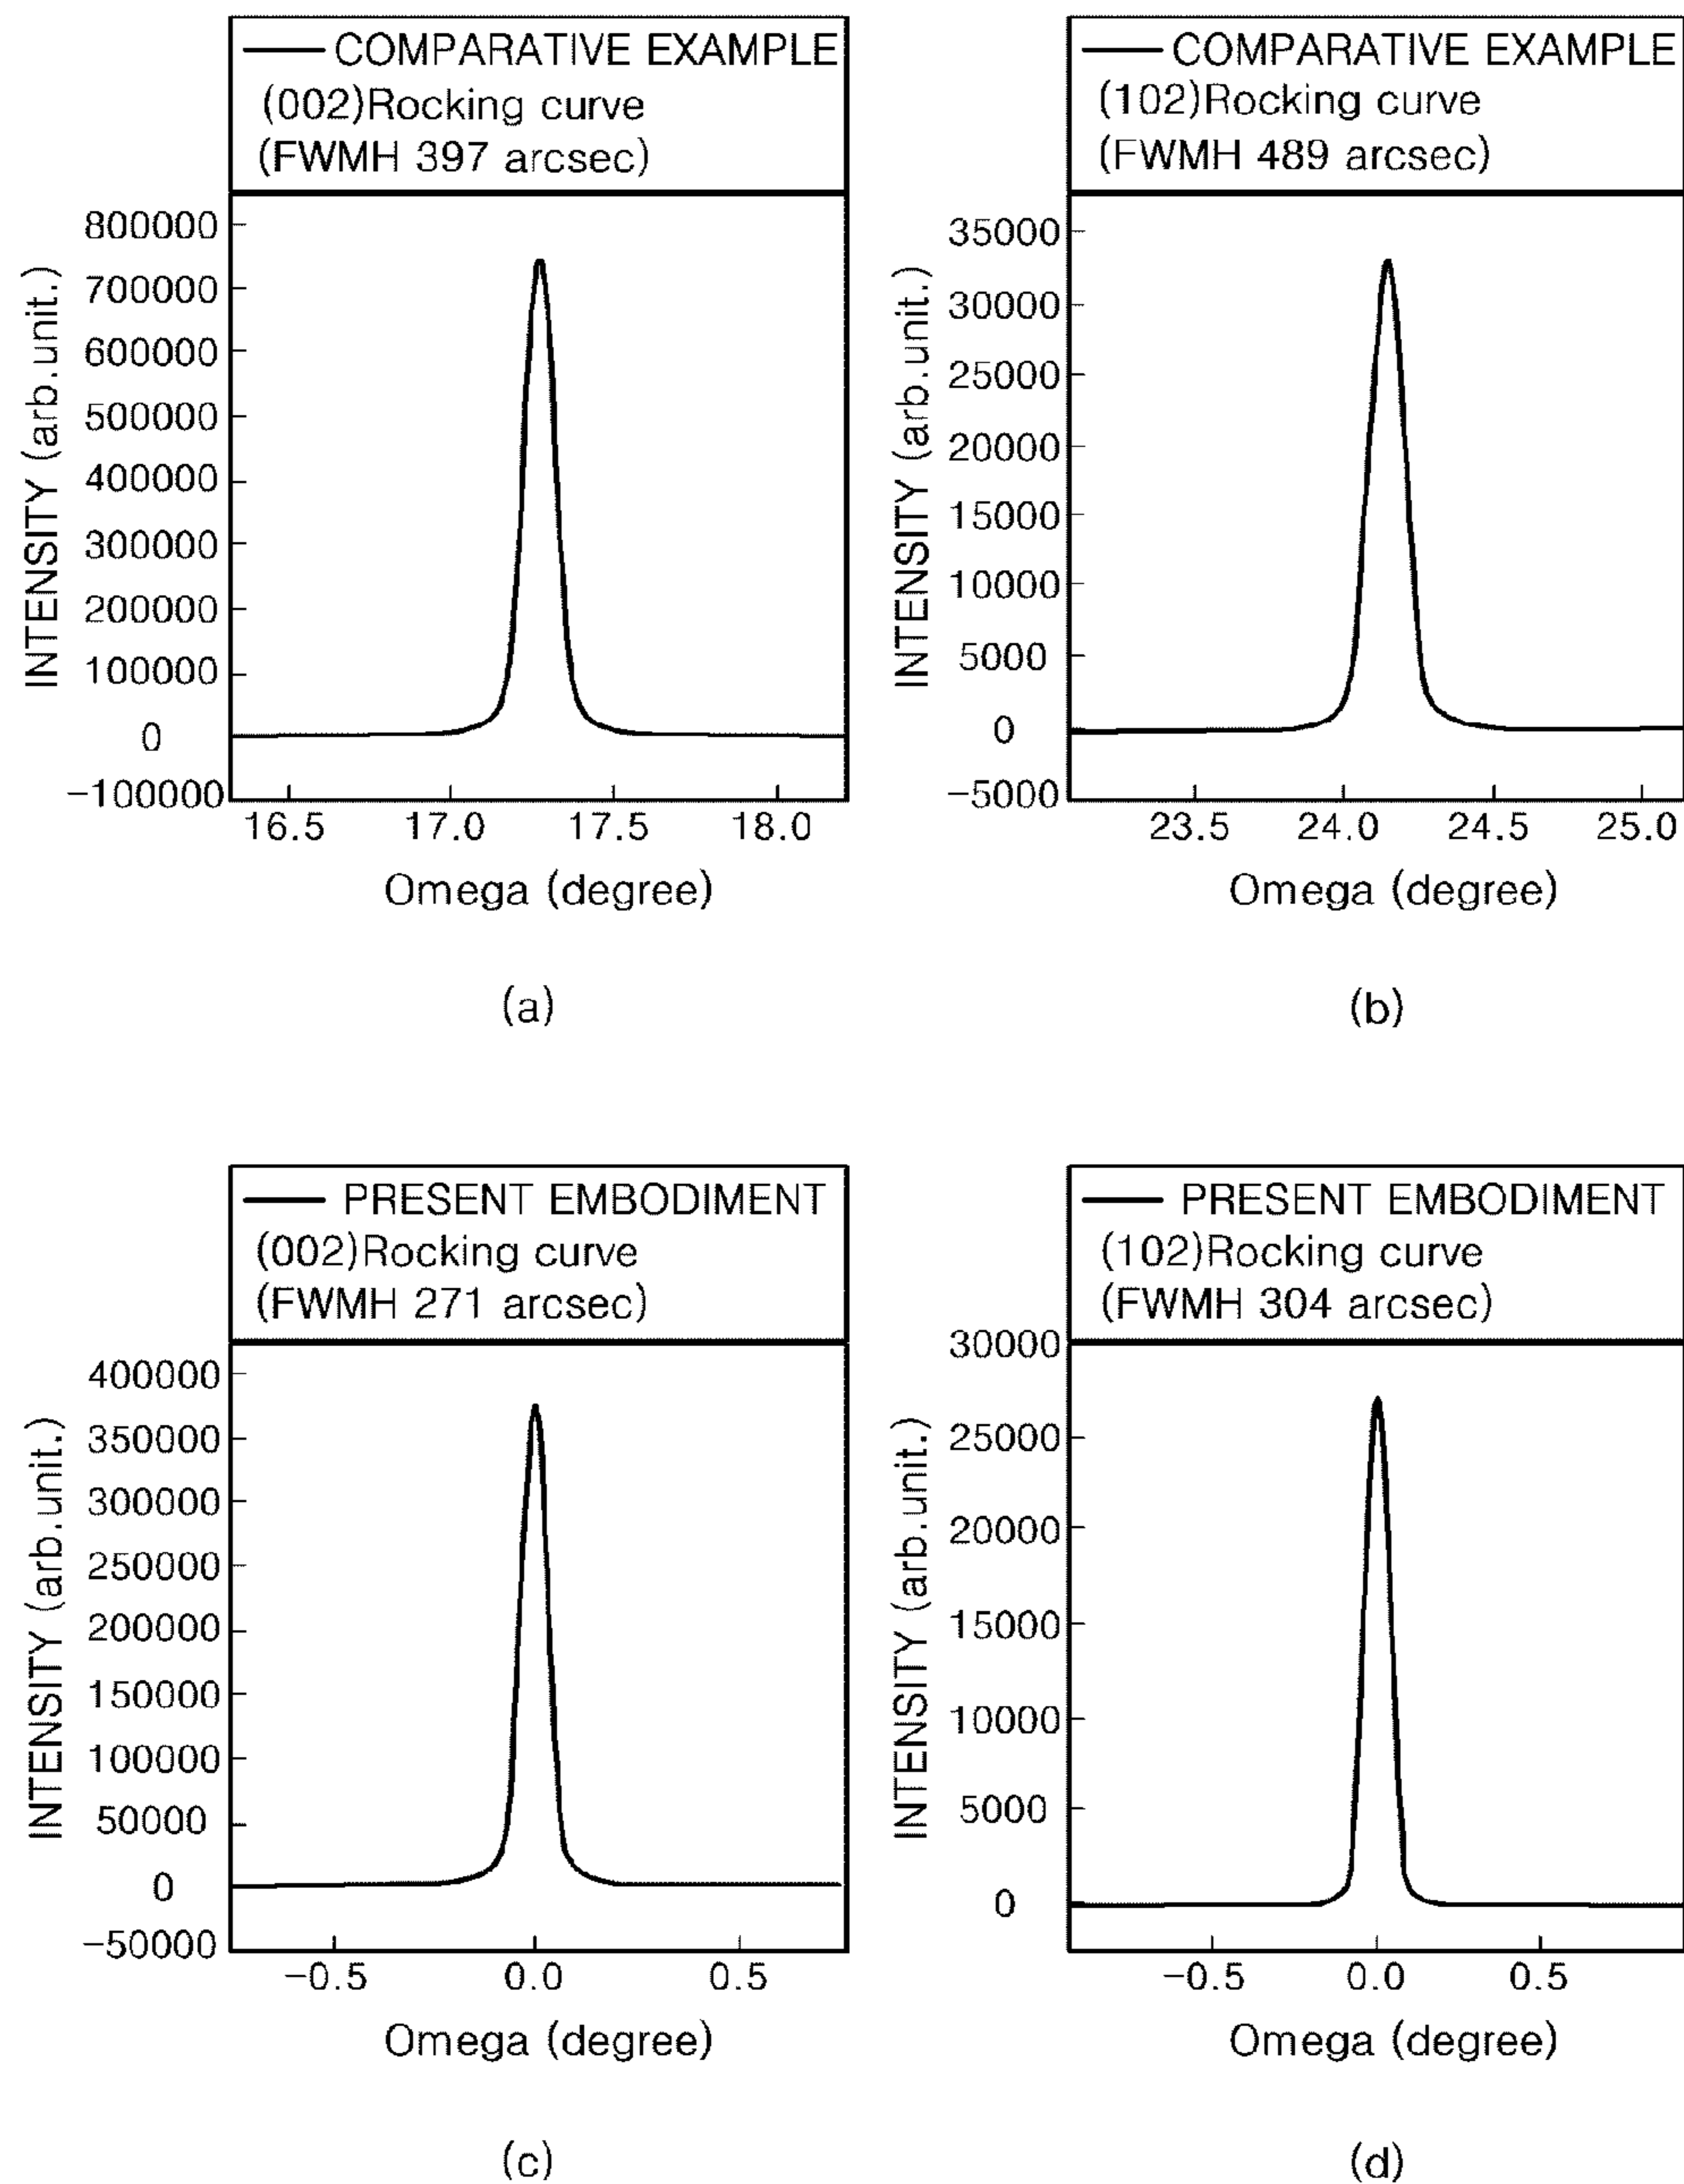 COMPARATIVE EXAMPLE
(002)Rocking curve
(FWMH 397 arcsec)
INTENSITY (arb.unit.)
800000
700000
600000
500000
400000
300000
200000
100000
0
−100000
16.5 17.0 17.5 18.0
Omega (degree)
(a)
COMPARATIVE EXAMPLE
(102)Rocking curve
(FWMH 489 arcsec)
INTENSITY (arb.unit.)
35000
30000
25000
20000
15000
10000
5000
0
−5000
23.5 24.0 24.5 25.0
Omega (degree)
(b)
PRESENT EMBODIMENT
(002)Rocking curve
(FWMH 271 arcsec)
INTENSITY (arb.unit.)
400000
350000
300000
250000
200000
150000
100000
50000
0
−50000
−0.5 0.0 0.5
Omega (degree)
(c)
PRESENT EMBODIMENT
(102)Rocking curve
(FWMH 304 arcsec)
INTENSITY (arb.unit.)
30000
25000
20000
15000
10000
5000
0
−0.5 0.0 0.5
Omega (degree)
(d)